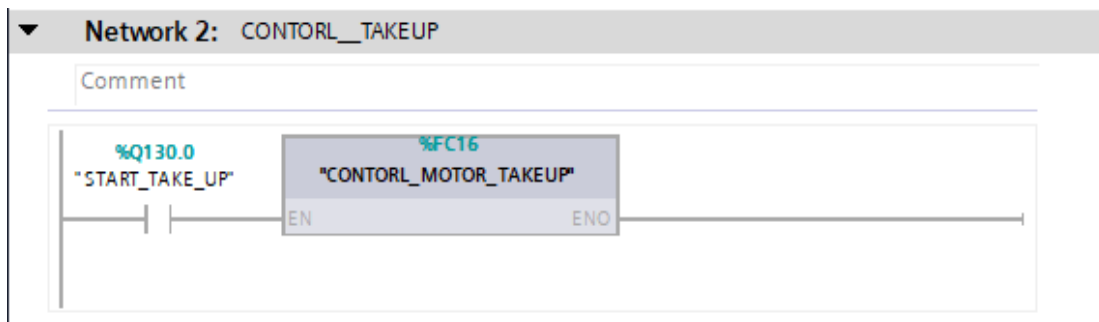 Network 2: CONTORL__TAKEUP
Comment
%Q130.0
"START_TAKE_UP"
%FC16
"CONTORL_MOTOR_TAKEUP"
EN ENO